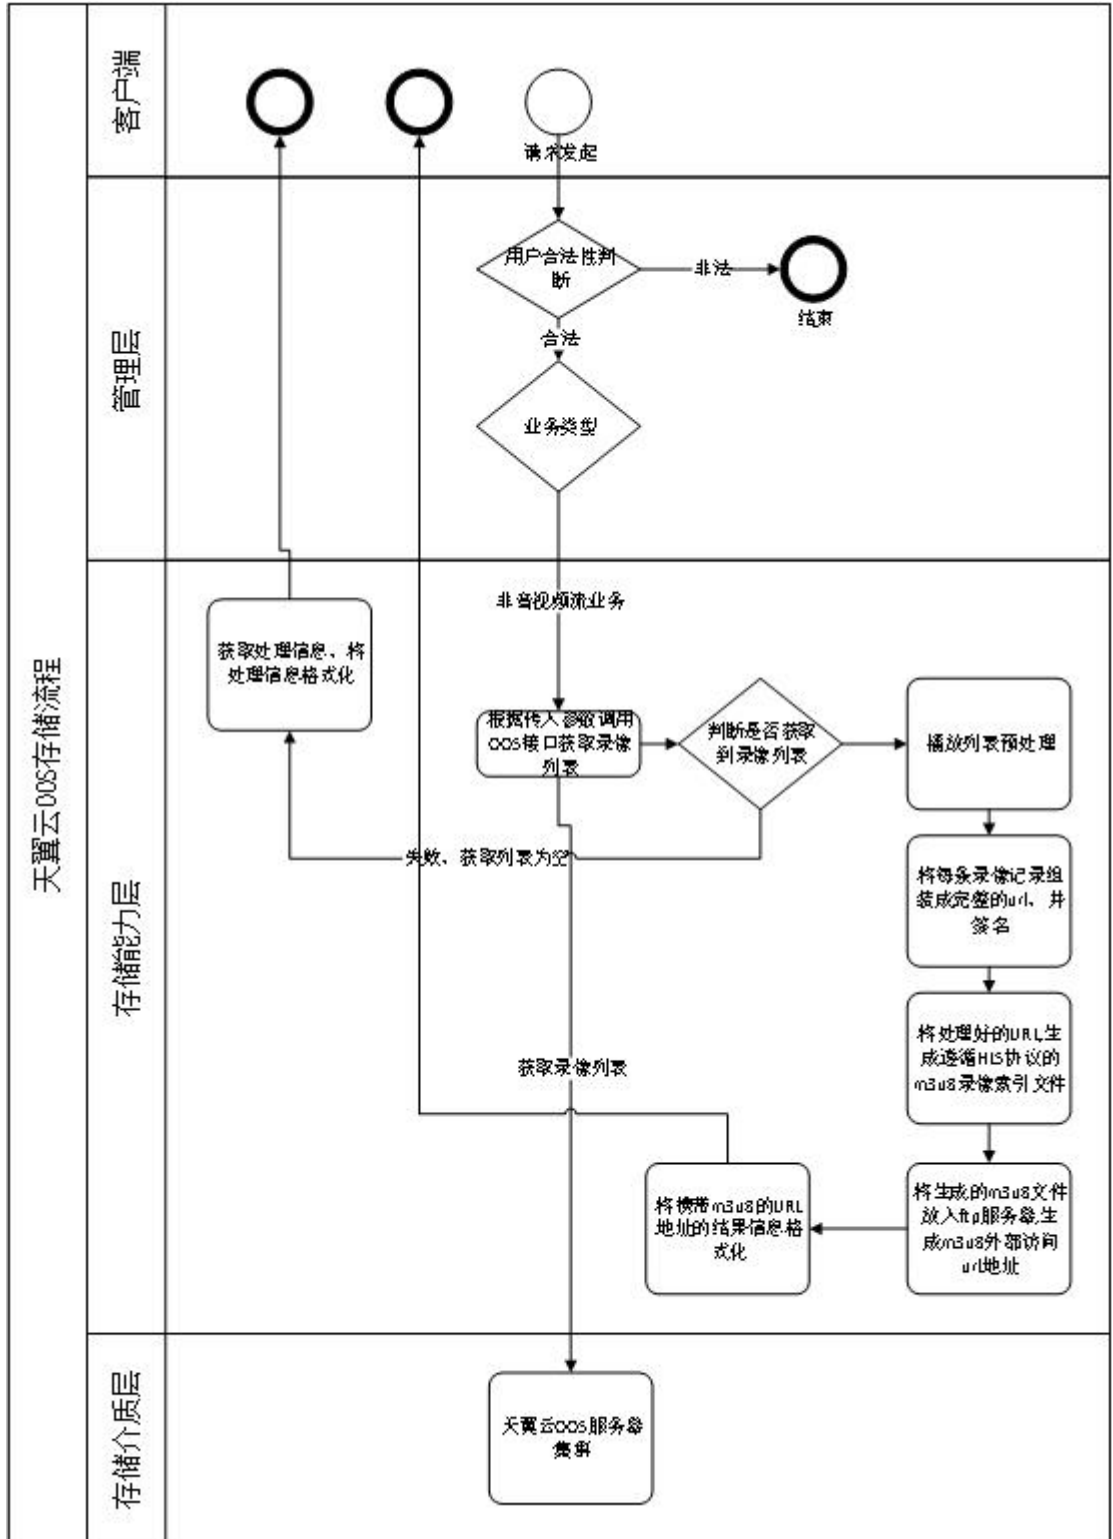 天翼云OOS存储流程
客户端
请求发起
管理层
用户合法性判
断
非法
结束
合法
业务类型
存储能力层
非音视频流业务
获取处理信息、将
处理信息格式化
根据传入参数调用
OOS接口获取录像
列表
判断是否获取
到录像列表
播放列表预处理
失败、获取列表为空
将每条录像记录组
装成完整的url、并
签名
将处理好的URL,生
成遵循HLS协议的
m3u8录像索引文件
获取录像列表
将生成的m3u8文件
放入ftp服务器,生
成m3u8外部访问
url地址
将携带m3u8的URL
地址的结果信息格
式化
存储介质层
天翼云OOS服务器
集群